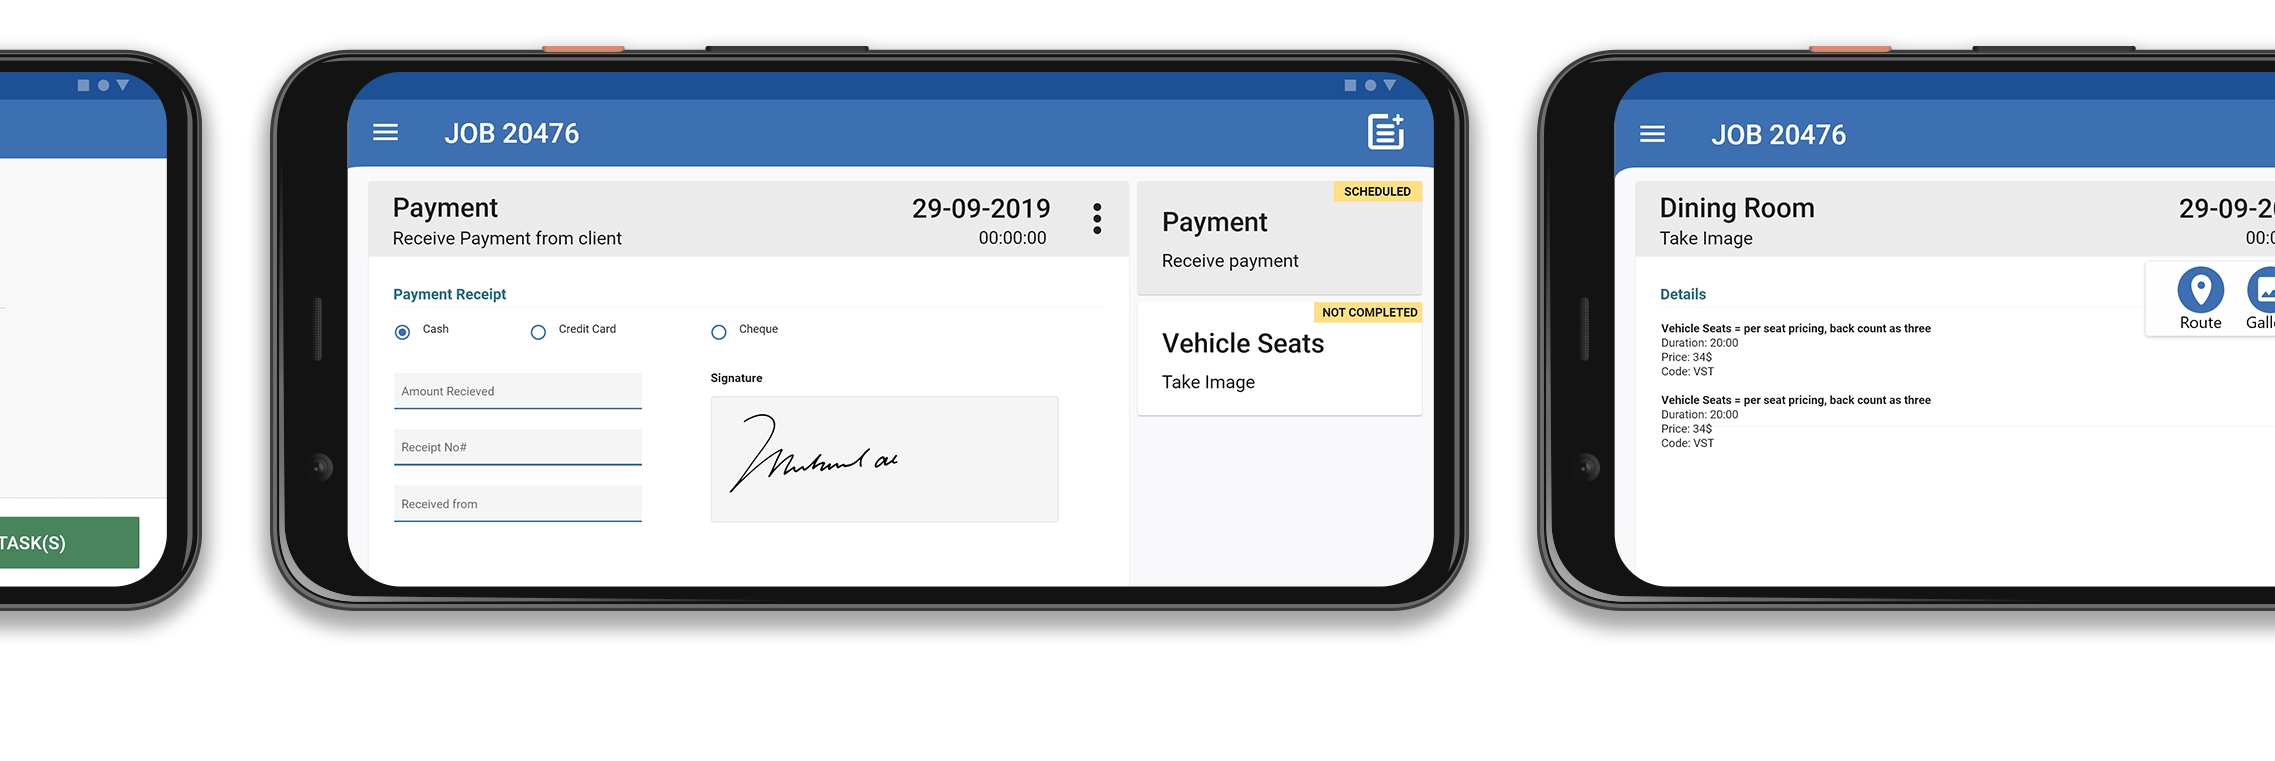 TASK(S)
JOB 20476
Payment
29-09-2019
Receive Payment from client
00:00:00
Payment Receipt
Cash
Credit Card
Cheque
Amount Recieved
Receipt No#
Received from
Signature
SCHEDULED
Payment
Receive payment
NOT COMPLETED
Vehicle Seats
Take Image
JOB 20476
Dining Room
29-09-2
Take Image
00:
Details
Vehicle Seats = per seat pricing, back count as three
Duration: 20:00
Price: 34$
Code: VST
Vehicle Seats = per seat pricing, back count as three
Duration: 20:00
Price: 34$
Code: VST
Route
Gall